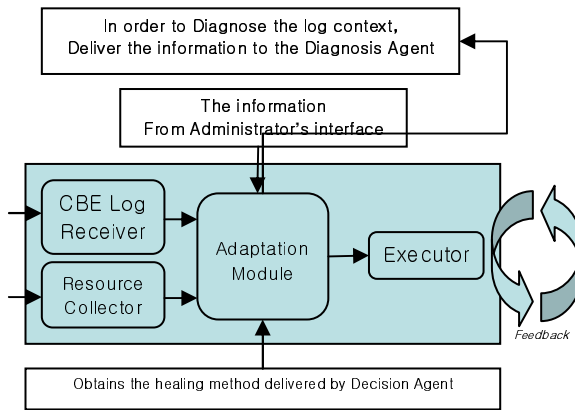 In order to Diagnose the log context,
Deliver the information to the Diagnosis Agent
The information
From Administrator's interface
CBE Log
Receiver
Adaptation
Module
Executor
Resource
Collector
Feedback
Obtains the healing method delivered by Decision Agent